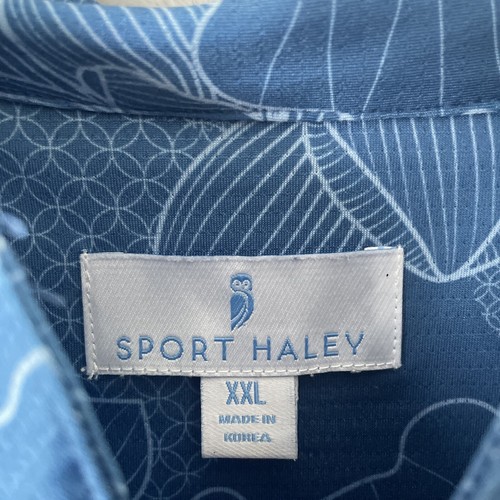 SPORT HALEY
XXL
MADE IN
KOREA